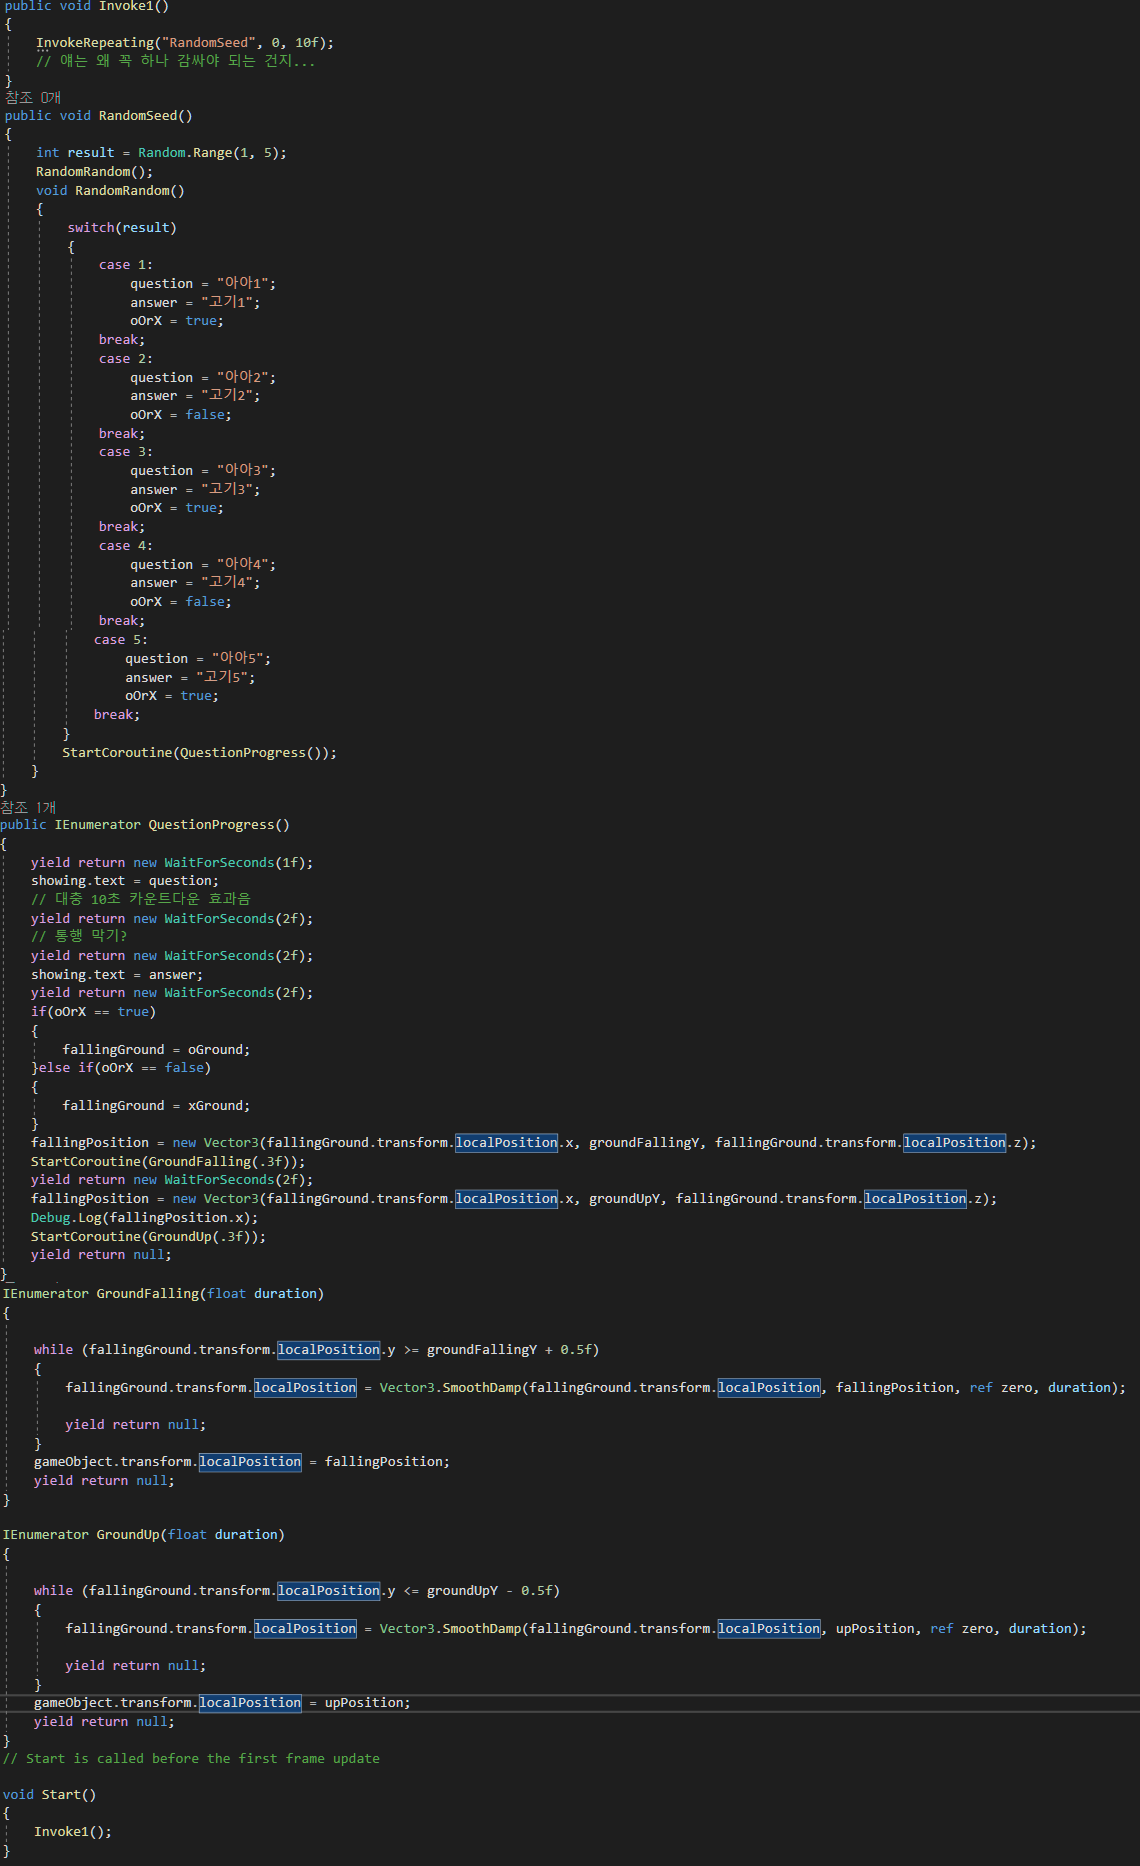 public void Invoke1()
{
InvokeRepeating("RandomSeed", 0, 10f);
// 얘는 왜 꼭 하나 감싸야 되는 건지...
}
참조 0개
public void RandomSeed()
{
int result = Random.Range(1, 5);
RandomRandom();
void RandomRandom()
{
switch(result)
{
case 1:
question = "아아1";
answer = "고기1";
oOrX = true;
break;
case 2:
question = "아아2";
answer = "고기2";
oOrX = false;
break;
case 3:
question = "아아3";
answer = "고기3";
oOrX = true;
break;
case 4:
question = "아아4";
answer = "고기4";
oOrX = false;
break;
case 5:
question = "아아5";
answer = "고기5";
oOrX = true;
break;
}
StartCoroutine(QuestionProgress());
}
}
참조 1개
public IEnumerator QuestionProgress()
{
yield return new WaitForSeconds(1f);
showing.text = question;
// 대충 10초 카운트다운 효과음
yield return new WaitForSeconds(2f);
// 통행 막기?
yield return new WaitForSeconds(2f);
showing.text = answer;
yield return new WaitForSeconds(2f);
if(oOrX == true)
{
fallingGround = oGround;
}else if(oOrX == false)
{
fallingGround = xGround;
}
fallingPosition = new Vector3(fallingGround.transform.localPosition.x, groundFallingY, fallingGround.transform.localPosition.z);
StartCoroutine(GroundFalling(.3f));
yield return new WaitForSeconds(2f);
fallingPosition = new Vector3(fallingGround.transform.localPosition.x, groundUpY, fallingGround.transform.localPosition.z);
Debug.Log(fallingPosition.x);
StartCoroutine(GroundUp(.3f));
yield return null;
}
IEnumerator GroundFalling(float duration)
{
while (fallingGround.transform.localPosition.y >= groundFallingY + 0.5f)
{
fallingGround.transform.localPosition = Vector3.SmoothDamp(fallingGround.transform.localPosition, fallingPosition, ref zero, duration);
yield return null;
}
gameObject.transform.localPosition = fallingPosition;
yield return null;
}
IEnumerator GroundUp(float duration)
{
while (fallingGround.transform.localPosition.y <= groundUpY - 0.5f)
{
fallingGround.transform.localPosition = Vector3.SmoothDamp(fallingGround.transform.localPosition, upPosition, ref zero, duration);
yield return null;
}
gameObject.transform.localPosition = upPosition;
yield return null;
}
// Start is called before the first frame update
void Start()
{
Invoke1();
}